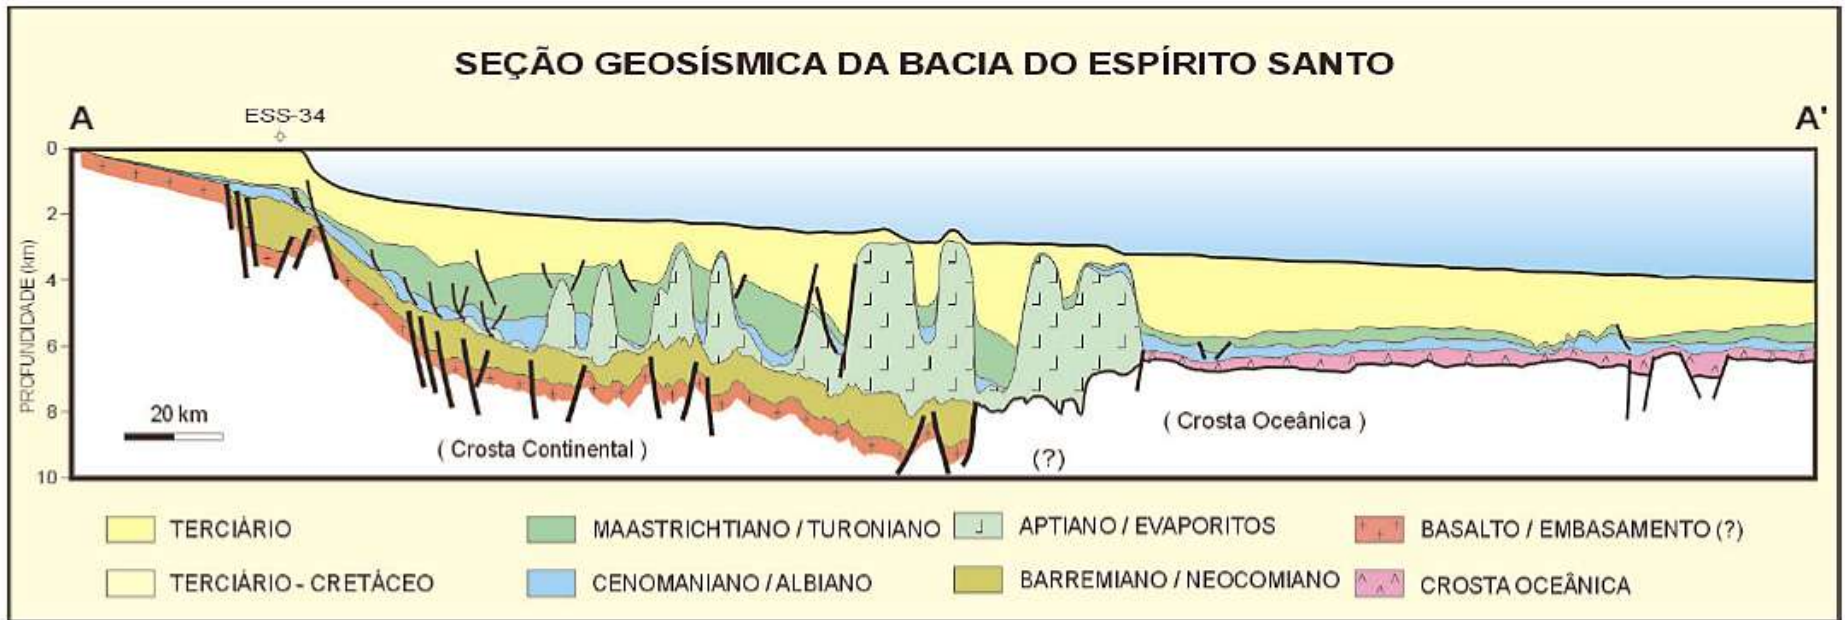 SEÇÃO GEOSÍSMICA DA BACIA DO ESPÍRITO SANTO
A
ESS-34
A'
0
2
4
6
8
10
PROFUNDIDADE (km)
20 km
( Crosta Continental )
(?)
( Crosta Oceânica )
TERCIÁRIO
MAASTRICHTIANO / TURONIANO
APTIANO / EVAPORITOS
BASALTO / EMBASAMENTO (?)
TERCIÁRIO - CRETÁCEO
CENOMANIANO / ALBIANO
BARREMIANO / NEOCOMIANO
CROSTA OCEÂNICA